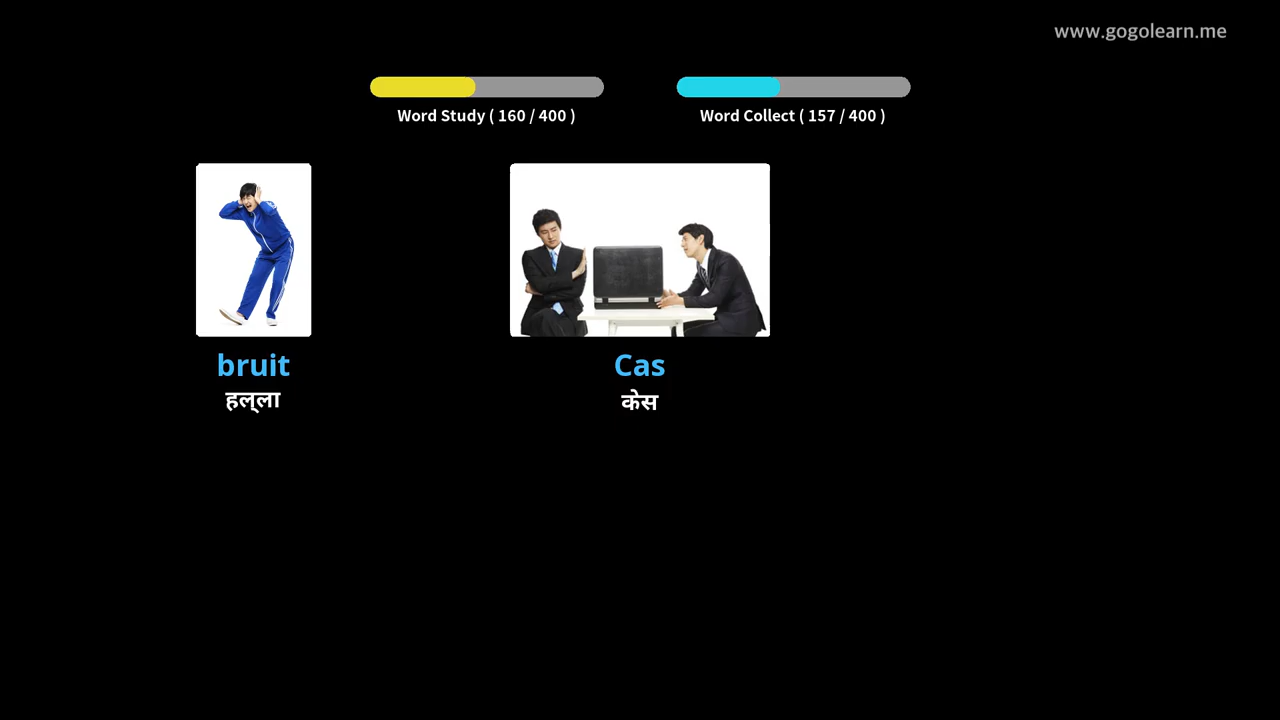 www.gogolearn.me
Word Study ( 160 / 400 )
Word Collect ( 157 / 400 )
bruit
हल्‌ला
Cas
केस